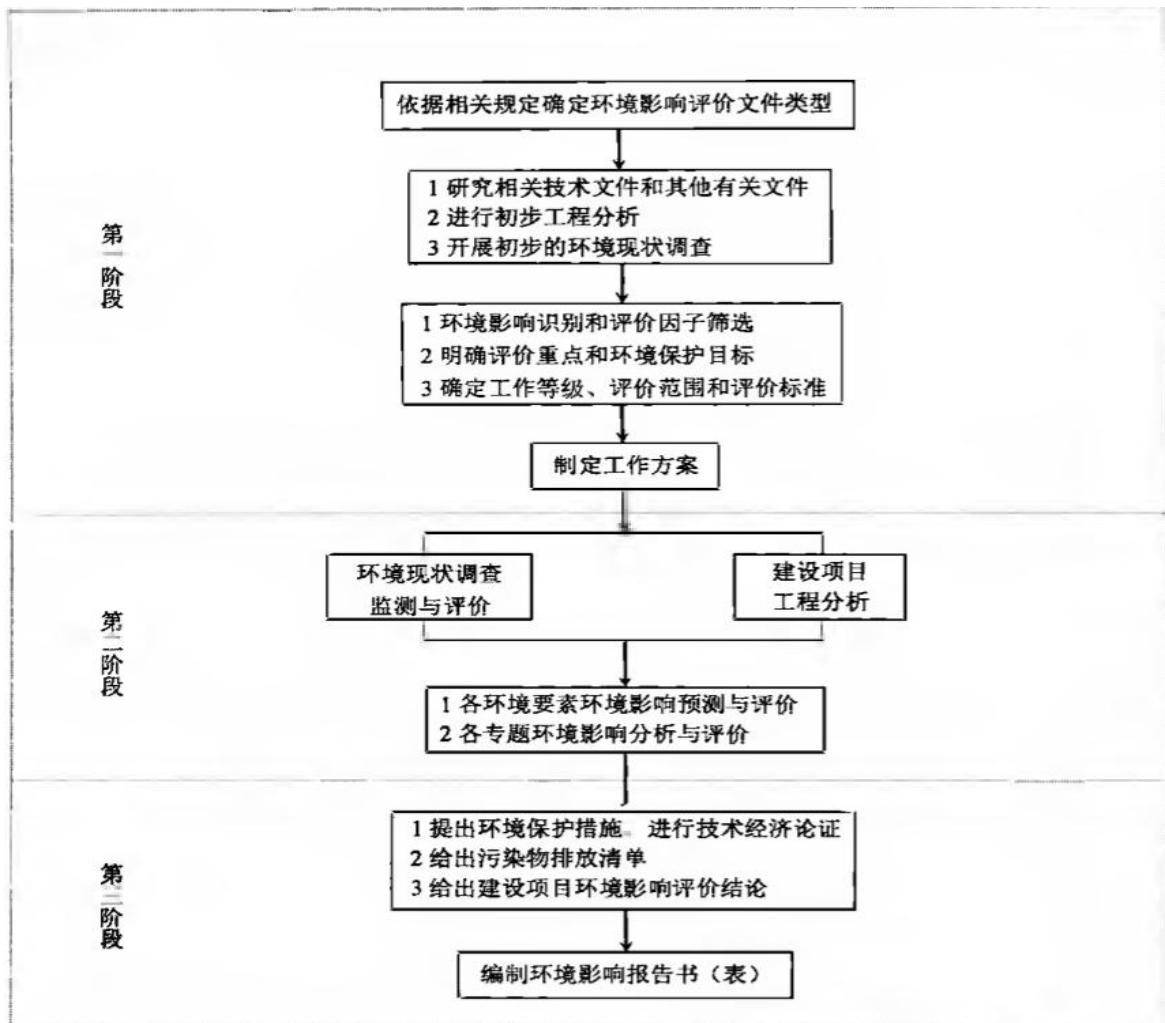 依据相关规定确定环境影响评价文件类型
第一阶段
1 研究相关技术文件和其他有关文件
2 进行初步工程分析
3 开展初步的环境现状调查
1 环境影响识别和评价因子筛选
2 明确评价重点和环境保护目标
3 确定工作等级、评价范围和评价标准
制定工作方案
第二阶段
环境现状调查
监测与评价
建设项目
工程分析
1 各环境要素环境影响预测与评价
2 各专题环境影响分析与评价
第三阶段
1 提出环境保护措施，进行技术经济论证
2 给出污染物排放清单
3 给出建设项目环境影响评价结论
编制环境影响报告书（表）